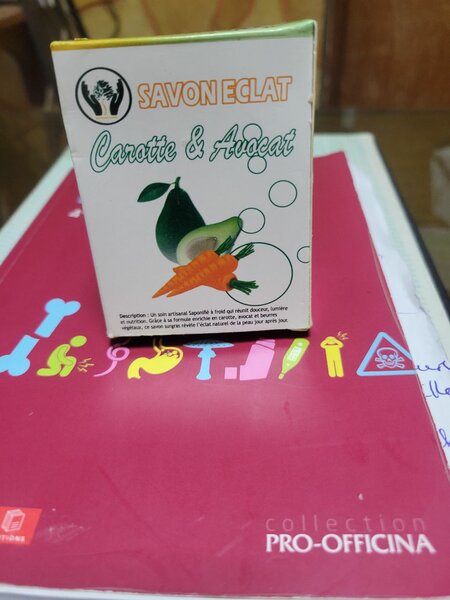 SAVON ECLAT
Carotte & Avocat
Description : Un soin artisanal Saponifié à froid qui réunit douceur, lumière
et nutrition. Grâce à sa formule enrichie en carotte, avocat et beurres
végétaux, ce savon surgras révèle l'éclat naturel de la peau jour après jour.
collection
PRO-OFFICINA